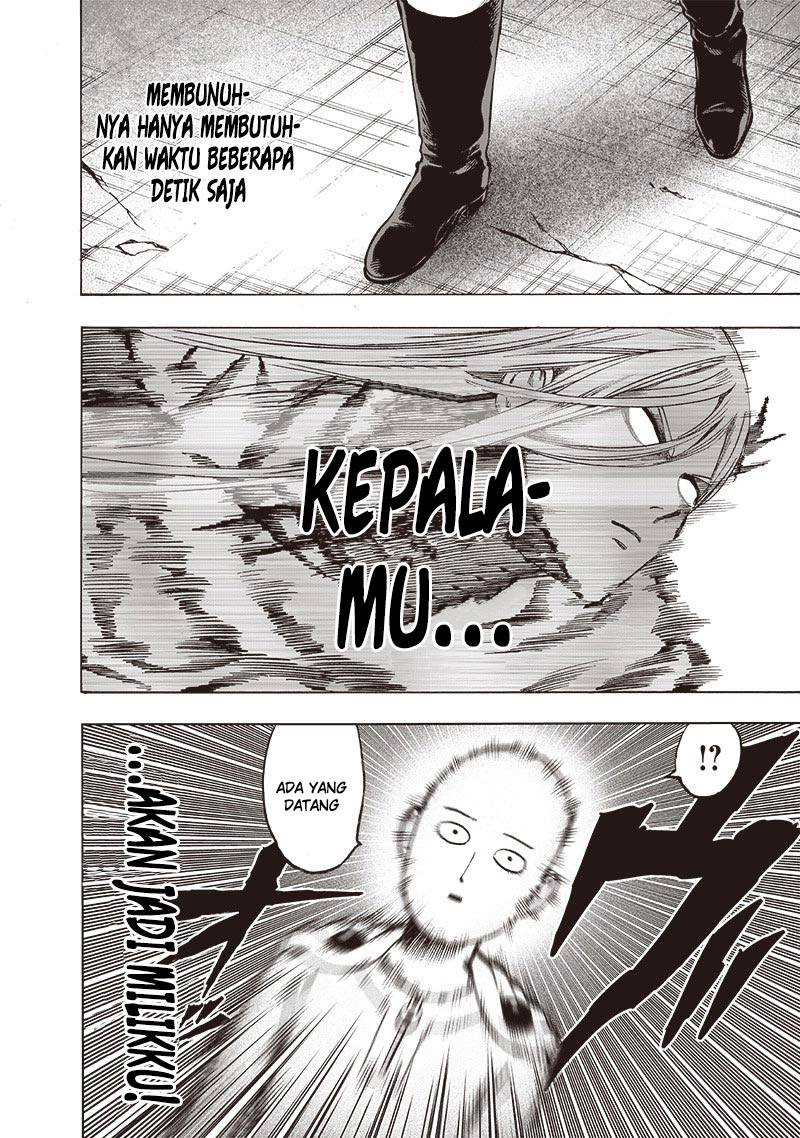 MEMBUNUH-
NYA HANYA MEMBUTUH-
KAN WAKTU BEBERAPA
DETIK SAJA
KEPALA-
MU...
!?
ADA YANG
DATANG
....AKAN JADI MILIKKU!